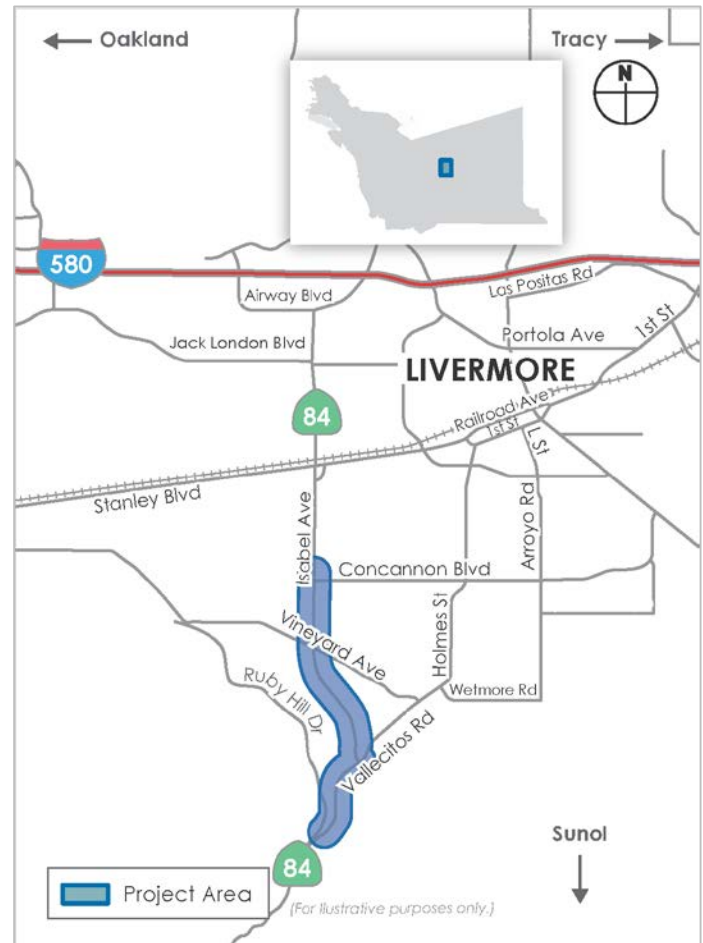 Oakland
Tracy
N
580
Las Positas Rd
Airway Blvd
1st St
Portola Ave
Jack London Blvd
LIVERMORE
84
Railroad Ave
1st St
L St
Stanley Blvd
Isabel Ave
Arroyo Rd
Concannon Blvd
Holmes St
Vineyard Ave
Ruby Hill Dr
Wetmore Rd
Vallecitos Rd
Sunol
84
Project Area
(For Ilustrative purposes only.)